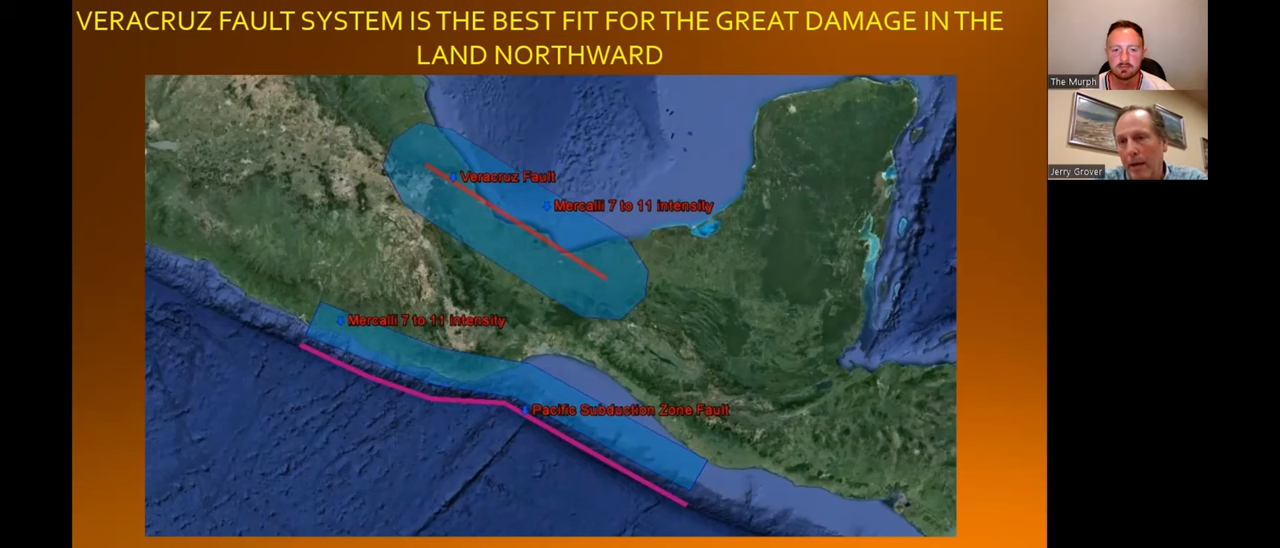 VERACRUZ FAULT SYSTEM IS THE BEST FIT FOR THE GREAT DAMAGE IN THE
LAND NORTHWARD
The Murph
Jerry Grover
Veracruz Fault
Mercalli 7 to 11 intensity
Mercalli 7 to 11 intensity
Pacific Subduction Zone Fault